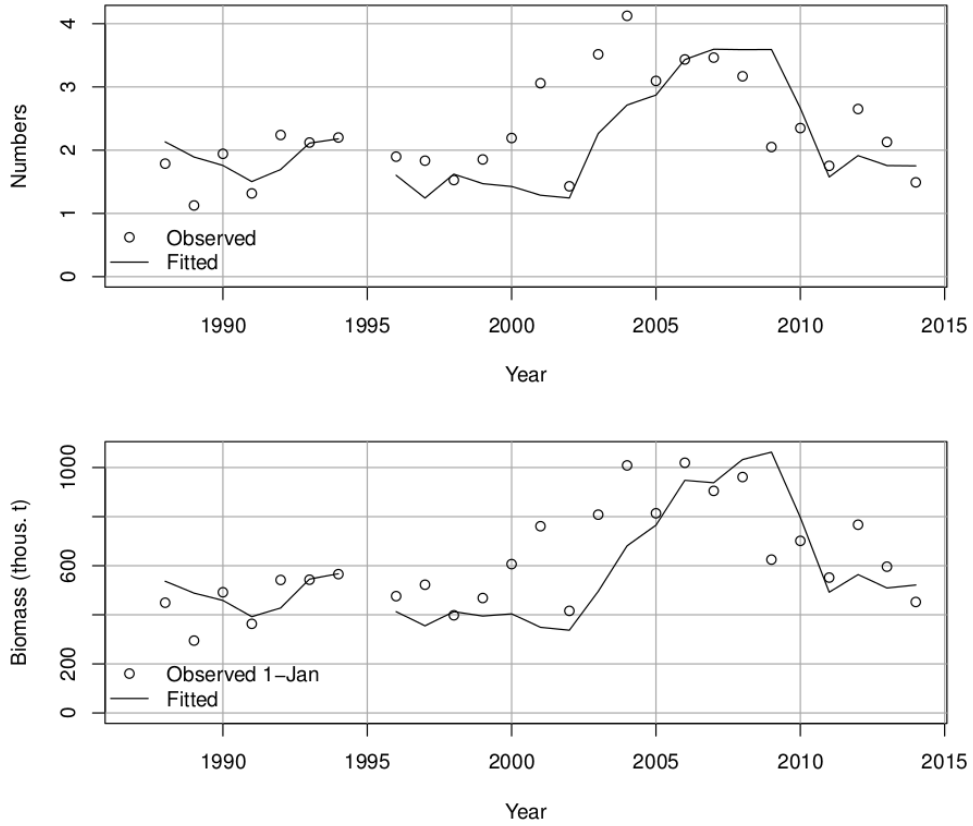 4
3
2
1
0
Numbers
Observed
Fitted
1990 1995 2000 2005 2010 2015
Year
1000
600
200
0
Biomass (thous. t)
Observed 1−Jan
Fitted
1990 1995 2000 2005 2010 2015
Year